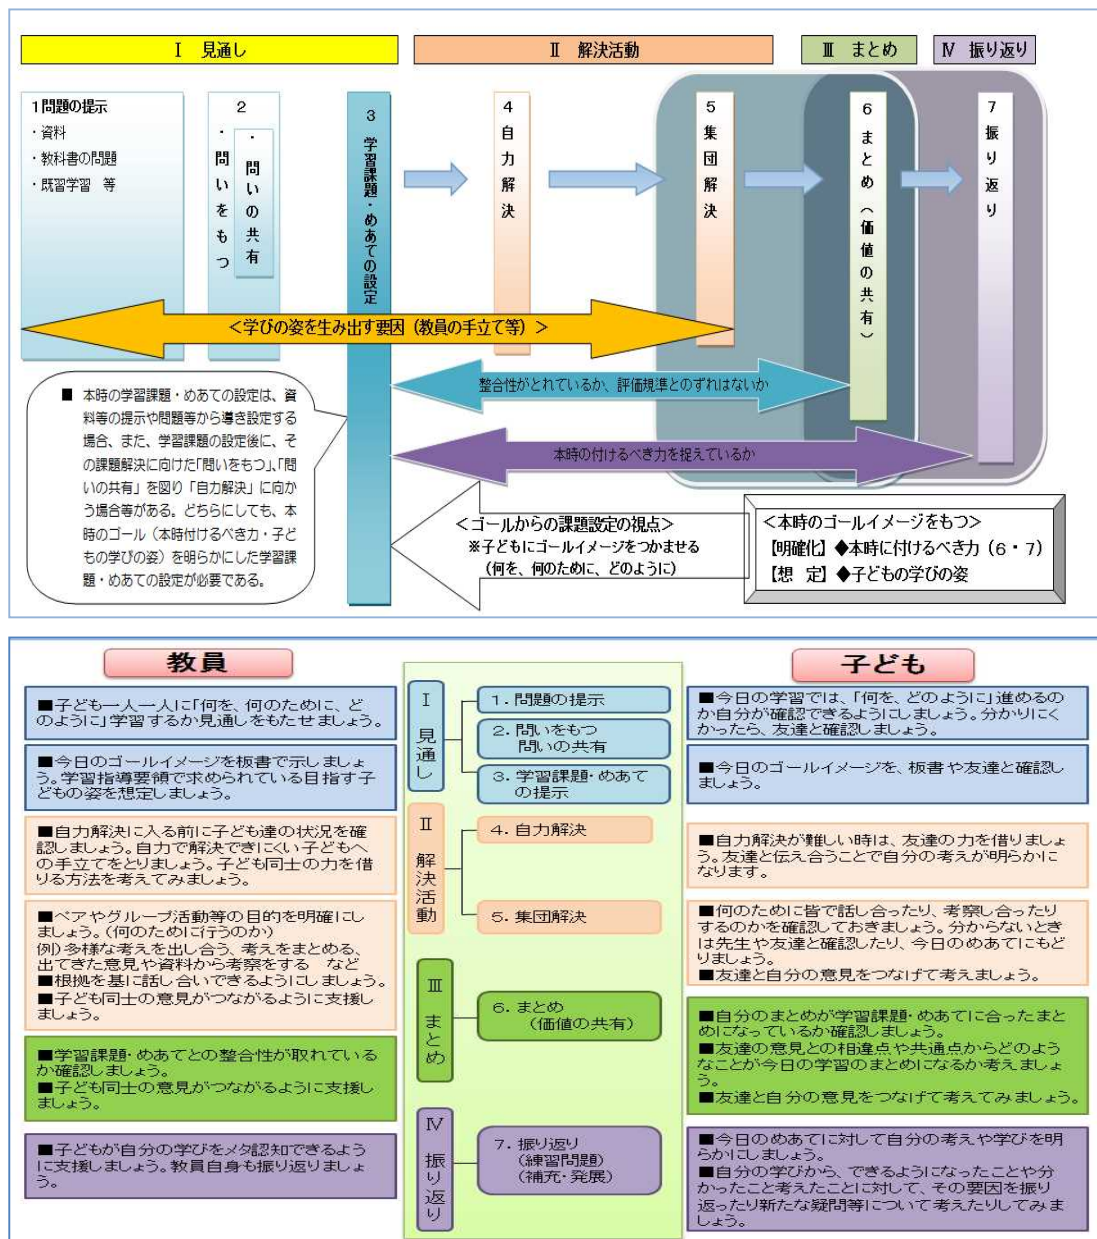 Ⅰ 見通し
Ⅱ 解決活動
Ⅲ まとめ
Ⅳ 振り返り
1問題の提示
・資料
・教科書の問題
・既習学習 等
2
・問いをもつ
・問いの共有
3 学習課題・めあての設定
4 自力解決
5 集団解決
6 まとめ(価値の共有)
7 振り返り
<学びの姿を生み出す要因(教員の手立て等)>
整合性がとれているか、評価規準とのずれはないか
本時の付けるべき力を捉えているか
■ 本時の学習課題・めあての設定は、資
料等の提示や問題等から導き設定する
場合、また、学習課題の設定後に、そ
の課題解決に向けた「問いをもつ」、「問
いの共有」を図り「自力解決」に向か
う場合等がある。どちらにしても、本
時のゴール(本時付けるべき力・子ど
もの学びの姿)を明らかにした学習課
題・めあての設定が必要である。
<ゴールからの課題設定の視点>
※子どもにゴールイメージをつかませる
(何を、何のために、どのように)
<本時のゴールイメージをもつ>
【明確化】◆本時に付けるべき力(6・7)
【想 定】◆子どもの学びの姿
教員
■子ども一人一人に「何を、何のために、ど
のように」学習するか見通しをもたせましょう。
■今日のゴールイメージを板書で示しましょ
う。学習指導要領で求められている目指す子
どもの姿を想定しましょう。
■自力解決に入る前に子ども達の状況を確
認しましょう。自力で解決できにくい子どもへ
の手立てをとりましょう。子ども同士の力を借
りる方法を考えてみましょう。
■ペアやグループ活動等の目的を明確にし
ましょう。(何のために行うのか)
例)多様な考えを出し合う、考えをまとめる、
出てきた意見や資料から考察をする など
■根拠を基に話し合いできるようにしましょう。
■子ども同士の意見がつながるように支援し
ましょう。
■学習課題・めあてとの整合性が取れている
か確認しましょう。
■子ども同士の意見がつながるように支援し
ましょう。
■子どもが自分の学びをメタ認知できるよう
に支援しましょう。教員自身も振り返りましょ
う。
Ⅰ 見通し
1. 問題の提示
2. 問いをもつ
問いの共有
3. 学習課題・めあて
の提示
Ⅱ 解決活動
4. 自力解決
5. 集団解決
Ⅲ まとめ
6. まとめ
(価値の共有)
Ⅳ 振り返り
7. 振り返り
(練習問題)
(補充・発展)
子ども
■今日の学習では、「何を、どのように」進めるの
か自分が確認できるようにしましょう。分かりにく
かったら、友達と確認しましょう。
■今日のゴールイメージを、板書や友達と確認し
ましょう。
■自力解決が難しい時は、友達の力を借りましょ
う。友達と伝え合うことで自分の考えが明らかに
なります。
■何のために皆で話し合ったり、考察し合ったり
するのかを確認しておきましょう。分からないとき
は先生や友達と確認したり、今日のめあてにもど
りましょう。
■友達と自分の意見をつなげて考えましょう。
■自分のまとめが学習課題・めあてに合ったまと
めになっているか確認しましょう。
■友達の意見との相違点や共通点からどのよう
なことが今日の学習のまとめになるか考えましょ
う。
■友達と自分の意見をつなげて考えてみましょう。
■今日のめあてに対して自分の考えや学びを明
らかにしましょう。
■自分の学びから、できるようになったことや分
かったこと考えたことに対して、その要因を振り
返ったり新たな疑問等について考えたりしてみま
しょう。